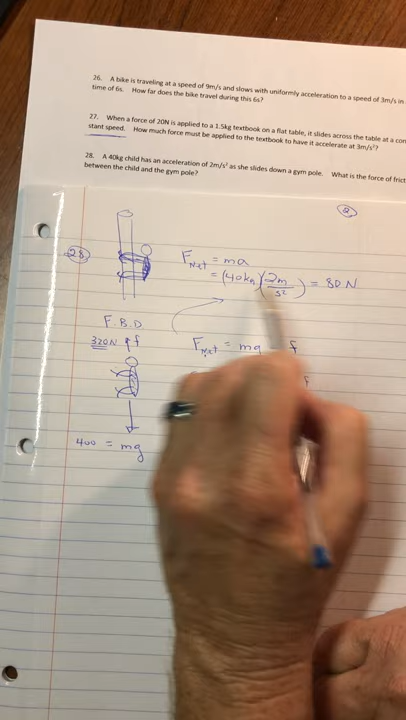 26. A bike is traveling at a speed of 9m/s and slows with uniformly acceleration to a speed of 3m/s in
time of 6s. How far does the bike travel during this 6s?
27. When a force of 20N is applied to a 1.5kg textbook on a flat table, it slides across the table at a con
stant speed. How much force must be applied to the textbook to have it accelerate at 3m/s²?
28. A 40kg child has an acceleration of 2m/s² as she slides down a gym pole. What is the force of frict
between the child and the gym pole?
28
F Net = ma
= (40kg)(2m/s²) = 80N
F.B.D.
320N f
F Net = mg f
f
400 = mg